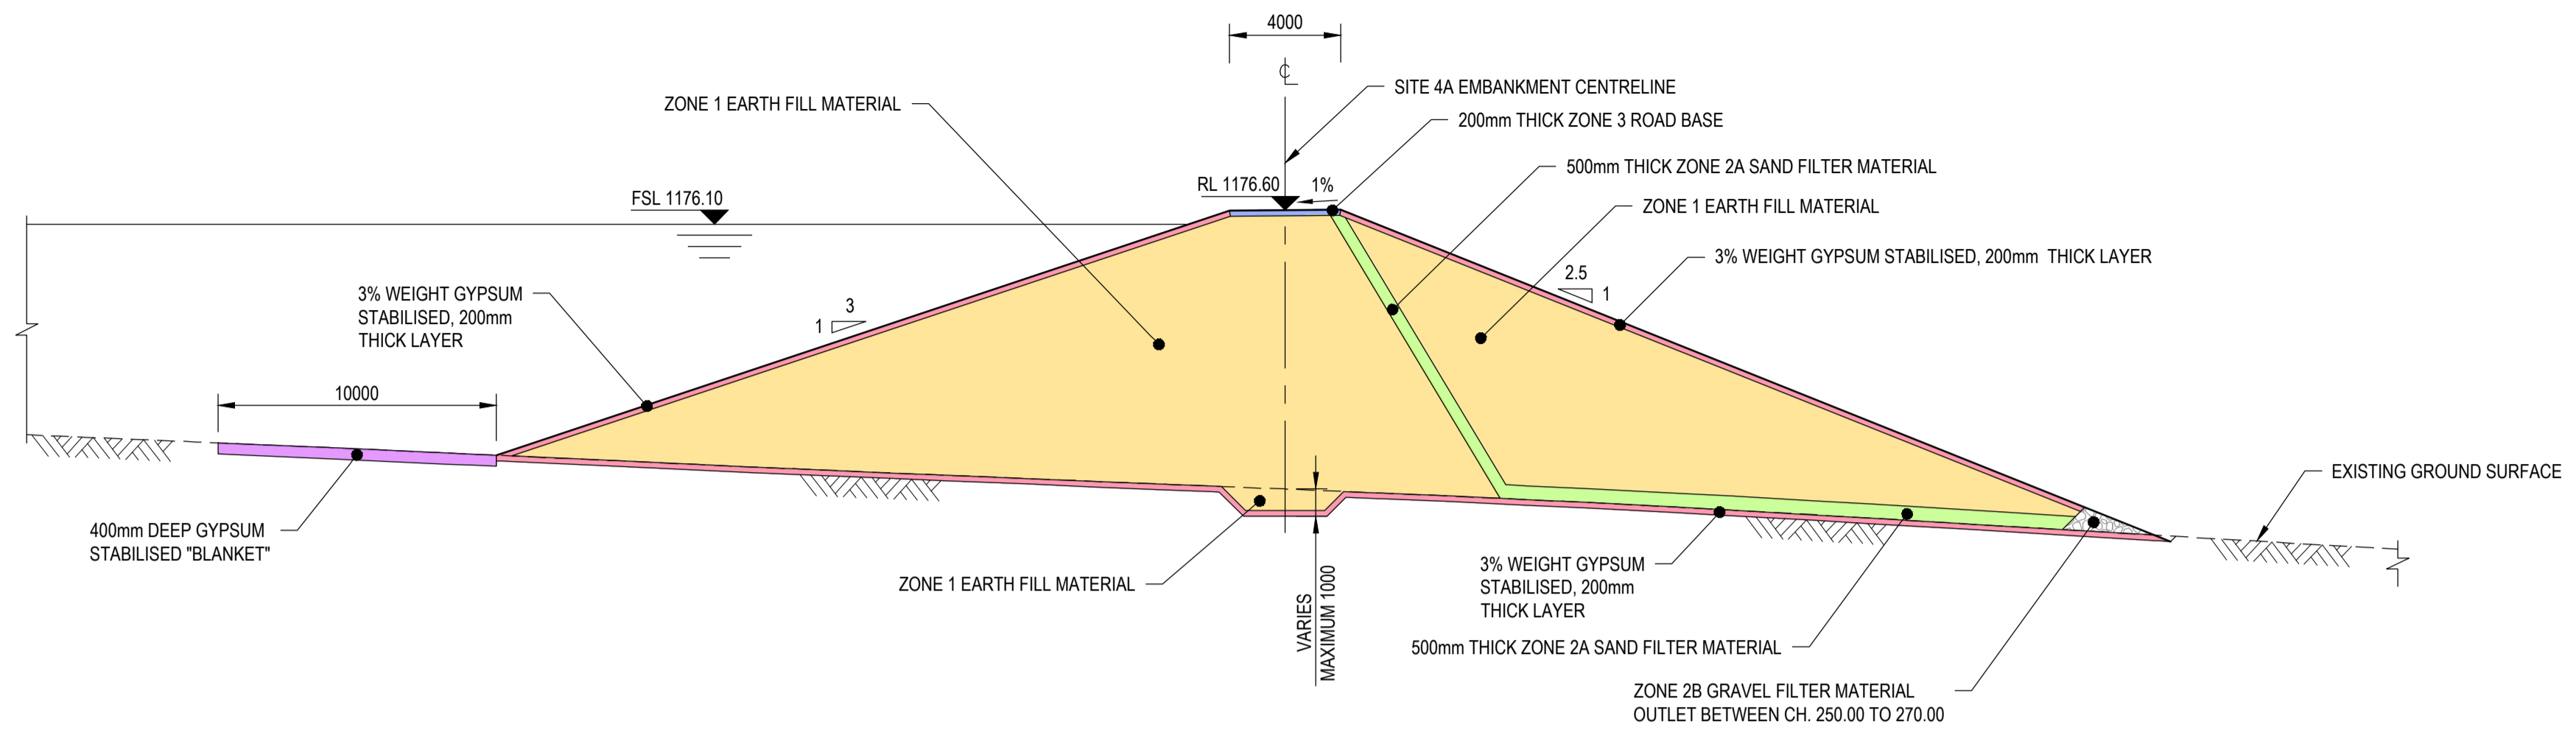 4000
℄
SITE 4A EMBANKMENT CENTRELINE
ZONE 1 EARTH FILL MATERIAL
200mm THICK ZONE 3 ROAD BASE
500mm THICK ZONE 2A SAND FILTER MATERIAL
RL 1176.60
1%
FSL 1176.10
ZONE 1 EARTH FILL MATERIAL
3% WEIGHT GYPSUM STABILISED, 200mm THICK LAYER
2.5
1
3% WEIGHT GYPSUM
STABILISED, 200mm
THICK LAYER
3
1
10000
EXISTING GROUND SURFACE
400mm DEEP GYPSUM
STABILISED "BLANKET"
ZONE 1 EARTH FILL MATERIAL
VARIES
MAXIMUM 1000
3% WEIGHT GYPSUM
STABILISED, 200mm
THICK LAYER
500mm THICK ZONE 2A SAND FILTER MATERIAL
ZONE 2B GRAVEL FILTER MATERIAL
OUTLET BETWEEN CH. 250.00 TO 270.00